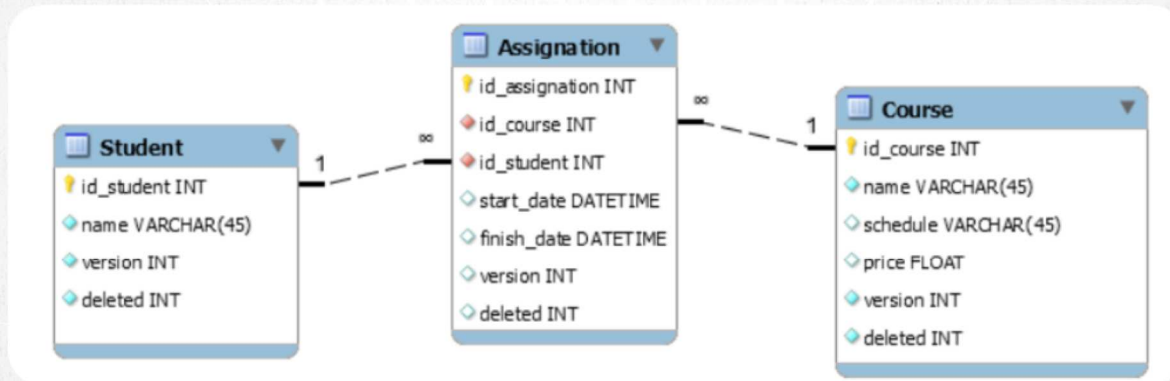 Student
id_student INT
name VARCHAR(45)
version INT
deleted INT
1
∞
Assignation
id_assignation INT
id_course INT
id_student INT
start_date DATETIME
finish_date DATETIME
version INT
deleted INT
∞
1
Course
id_course INT
name VARCHAR(45)
schedule VARCHAR(45)
price FLOAT
version INT
deleted INT